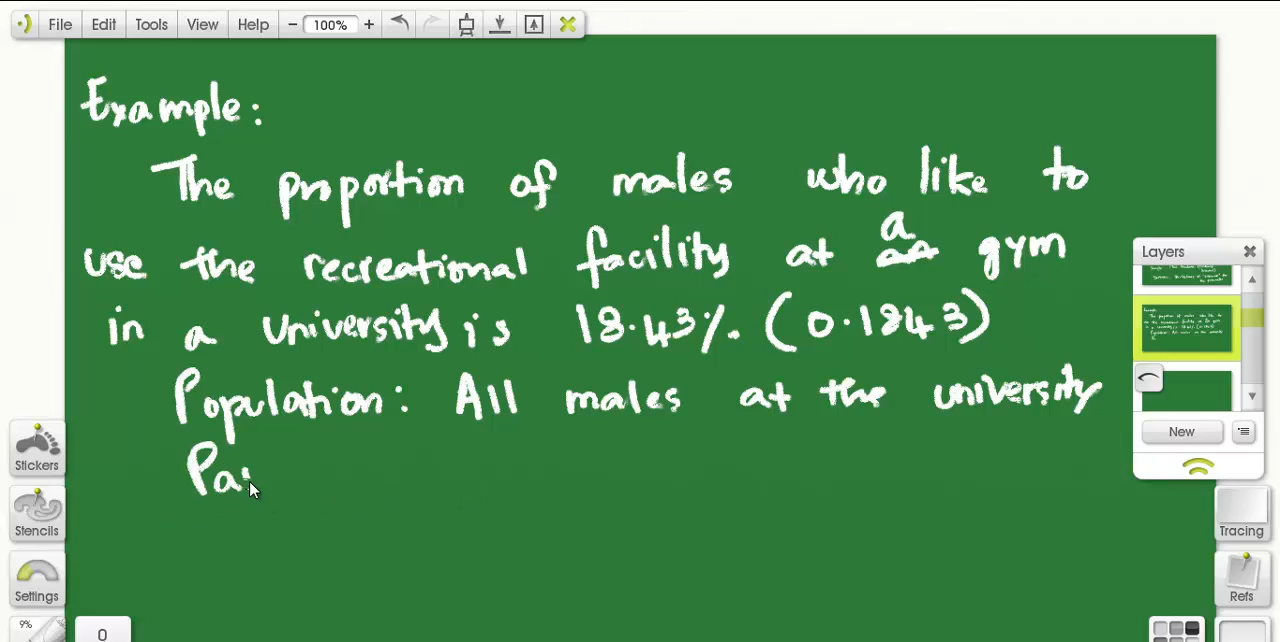 File Edit Tools View Help − 100% +
Example:
The proportion of males who like to
use the recreational facility at a gym
in a university is 18.43%. (0.1843)
Population: All males at the university
Pa
Layers
New
Stickers
Stencils
Settings
9%
0
Tracing
Refs